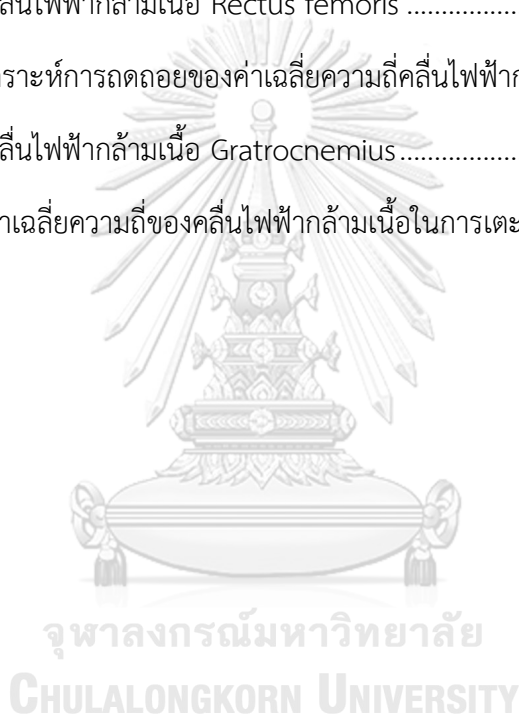 ลื่นไฟฟ้ากล้ามเนื้อ Rectus femoris .................
ราะห์การถดถอยของค่าเฉลี่ยความถี่คลื่นไฟฟ้าก
ลื่นไฟฟ้ากล้ามเนื้อ Gratrocnemius ..................
าเฉลี่ยความถี่ของคลื่นไฟฟ้ากล้ามเนื้อในการเตะ
จุฬาลงกรณ์มหาวิทยาลัย
CHULALONGKORN UNIVERSITY